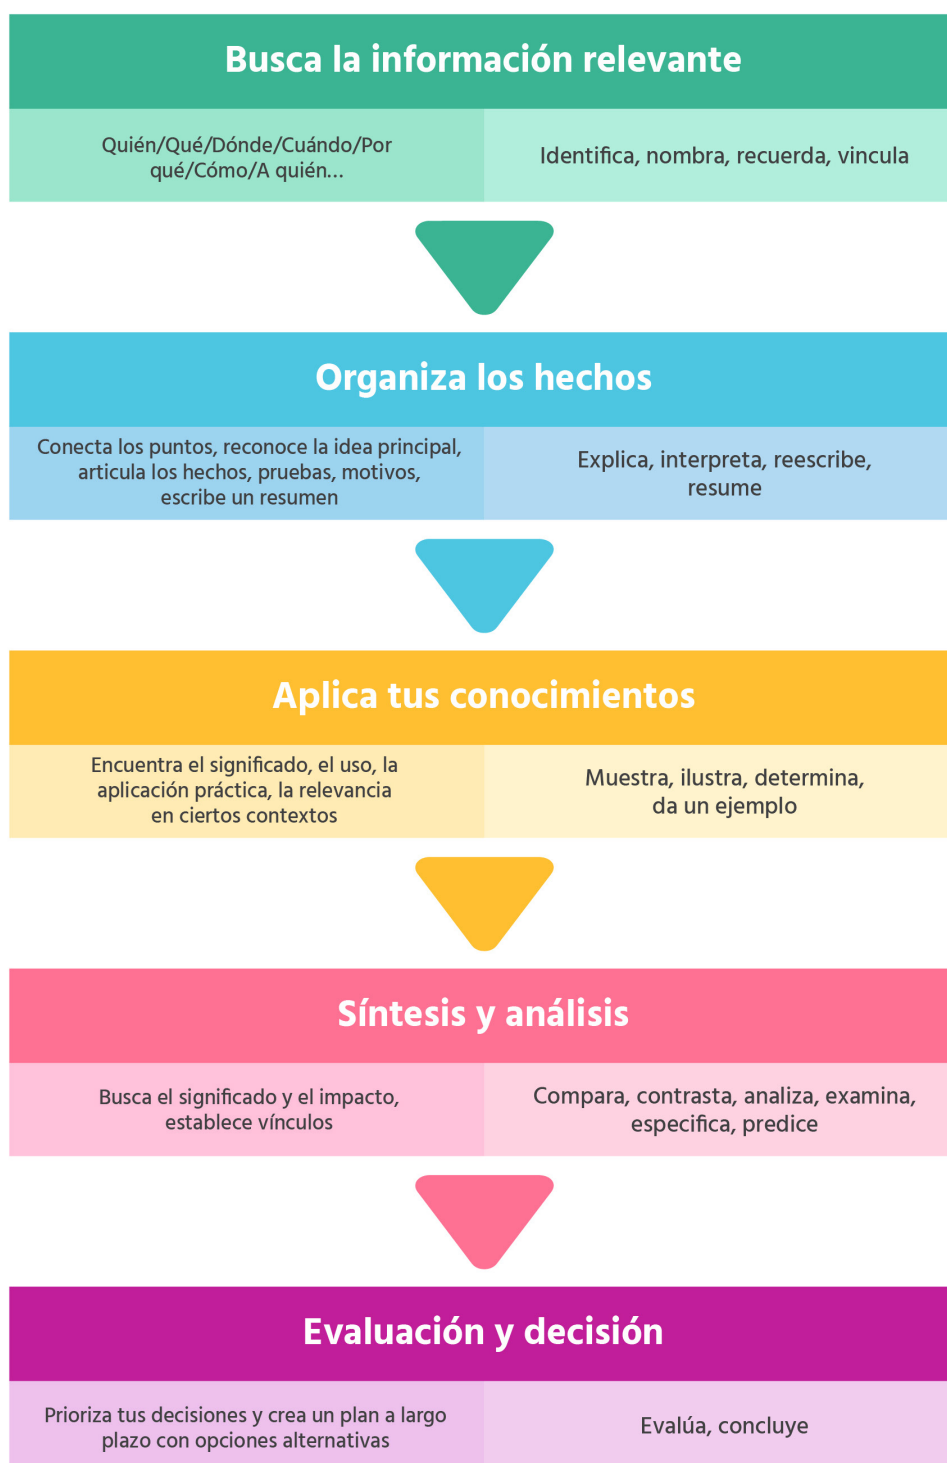 Busca la información relevante
Quién/Qué/Dónde/Cuándo/Por
qué/Cómo/A quién...
Identifica, nombra, recuerda, vincula
Organiza los hechos
Conecta los puntos, reconoce la idea principal,
articula los hechos, pruebas, motivos,
escribe un resumen
Explica, interpreta, reescribe,
resume
Aplica tus conocimientos
Encuentra el significado, el uso, la
aplicación práctica, la relevancia
en ciertos contextos
Muestra, ilustra, determina,
da un ejemplo
Síntesis y análisis
Busca el significado y el impacto,
establece vínculos
Compara, contrasta, analiza, examina,
especifica, predice
Evaluación y decisión
Prioriza tus decisiones y crea un plan a largo
plazo con opciones alternativas
Evalúa, concluye